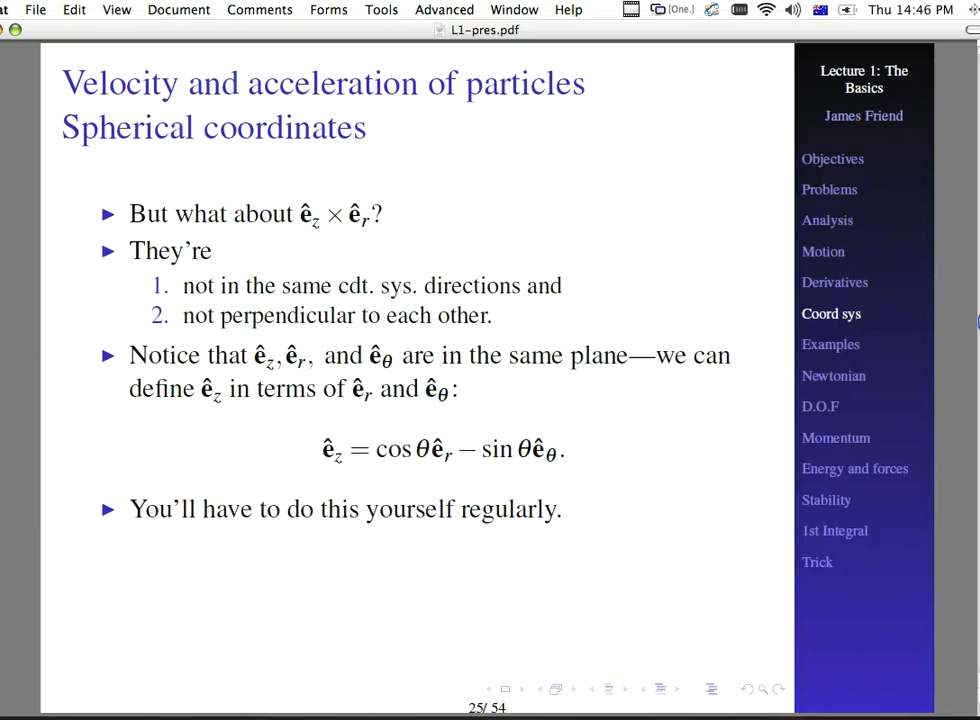 at File Edit View Document Comments Forms Tools Advanced Window Help [One.] Thu 14:46 PM
L1-pres.pdf
Velocity and acceleration of particles
Spherical coordinates
▶ But what about ê_z × ê_r?
▶ They're
1. not in the same cdt. sys. directions and
2. not perpendicular to each other.
▶ Notice that ê_z, ê_r, and ê_θ are in the same plane—we can
define ê_z in terms of ê_r and ê_θ:
ê_z = cos θê_r − sin θê_θ.
▶ You'll have to do this yourself regularly.
25/ 54
Lecture 1: The
Basics
James Friend
Objectives
Problems
Analysis
Motion
Derivatives
Coord sys
Examples
Newtonian
D.O.F
Momentum
Energy and forces
Stability
1st Integral
Trick